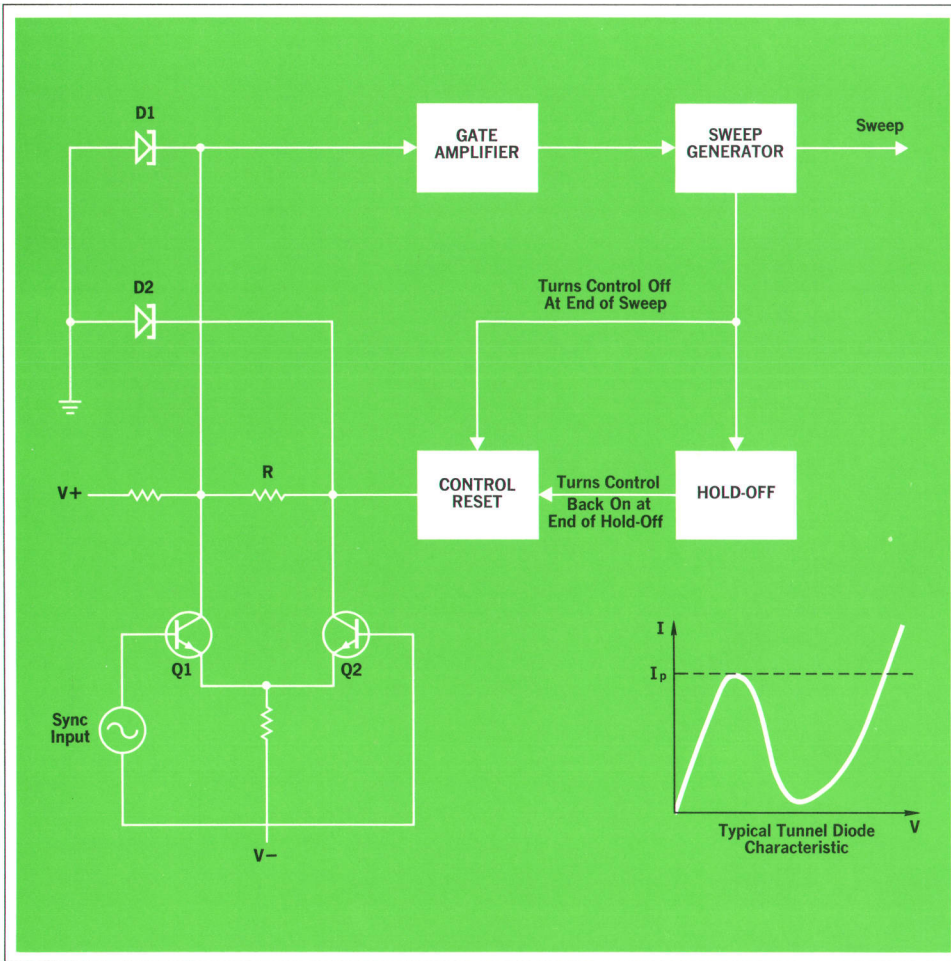 D1
GATE
AMPLIFIER
SWEEP
GENERATOR
Sweep
D2
Turns Control Off
At End of Sweep
V+
R
CONTROL
RESET
Turns Control
Back On at
End of Hold-Off
HOLD-OFF
Q1
Q2
Sync
Input
V–
I
Ip
V
Typical Tunnel Diode
Characteristic